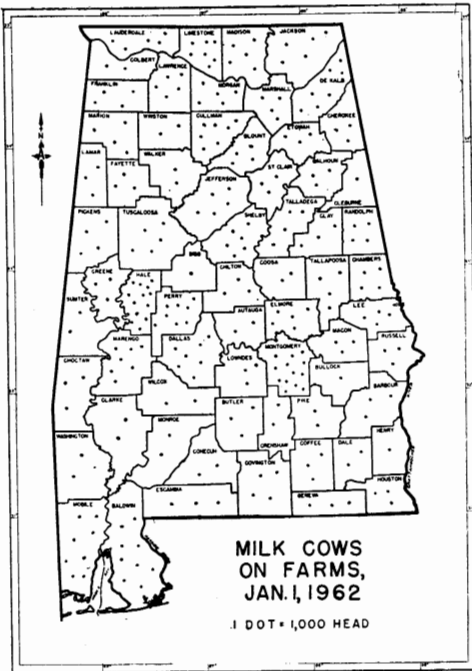 LAUDERDALE
LIMESTONE
MADISON
JACKSON
COLBERT
LAWRENCE
FRANKLIN
MORGAN
MARSHALL
DE KALB
MARION
WINSTON
CULLMAN
BLOUNT
ETOWAH
CHEROKEE
LAMAR
FAYETTE
WALKER
JEFFERSON
ST CLAIR
CALHOUN
CLEBURNE
PICKENS
TUSCALOOSA
SHELBY
TALLADEGA
CLAY
RANDOLPH
BIBB
GREENE
HALE
CHILTON
COOSA
TALLAPOOSA
CHAMBERS
SUMTER
PERRY
AUTAUGA
ELMORE
LEE
MARENGO
DALLAS
MACON
RUSSELL
CHOCTAW
LOWNDES
MONTGOMERY
BULLOCK
WILCOX
BARBOUR
CLARKE
BUTLER
PIKE
MONROE
WASHINGTON
CONECUH
CRENSHAW
COFFEE
DALE
HENRY
COVINGTON
ESCAMBIA
GENEVA
HOUSTON
MOBILE
BALDWIN
N
MILK COWS
ON FARMS,
JAN. 1, 1962
1 DOT = 1,000 HEAD